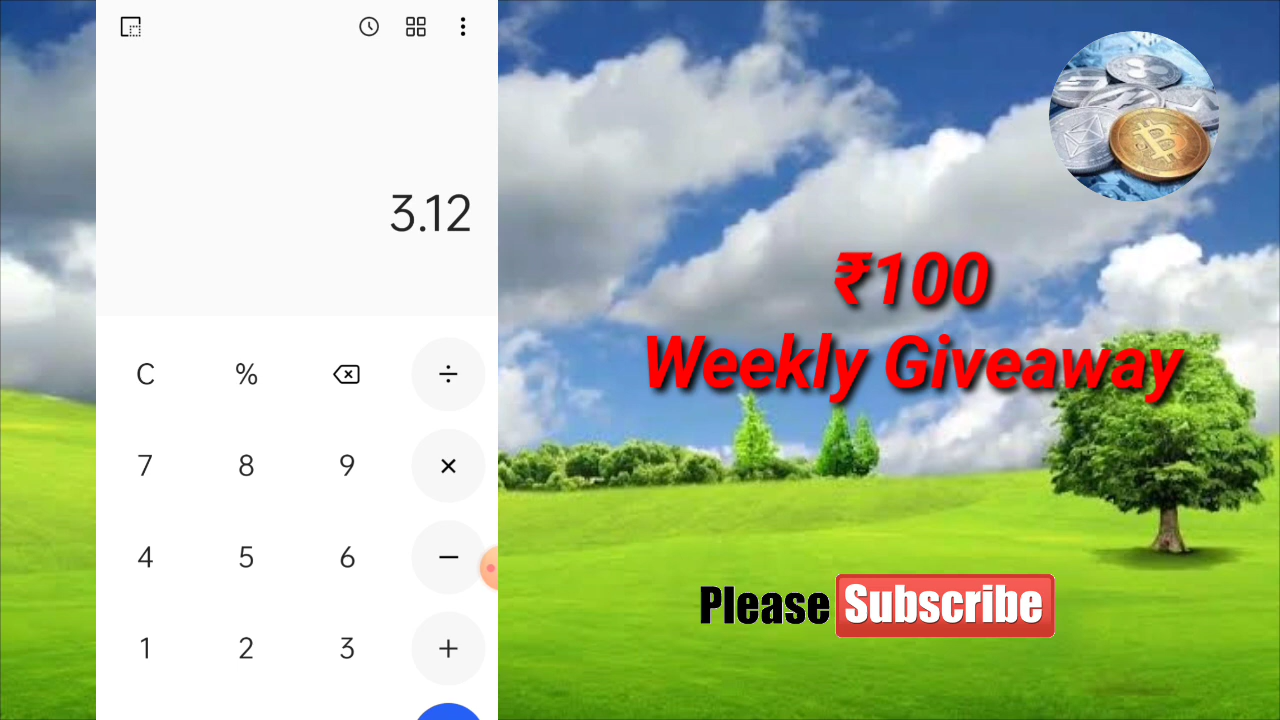 3.12
C % ÷
7 8 9 ×
4 5 6 −
1 2 3 +
₹100
Weekly Giveaway
Please Subscribe